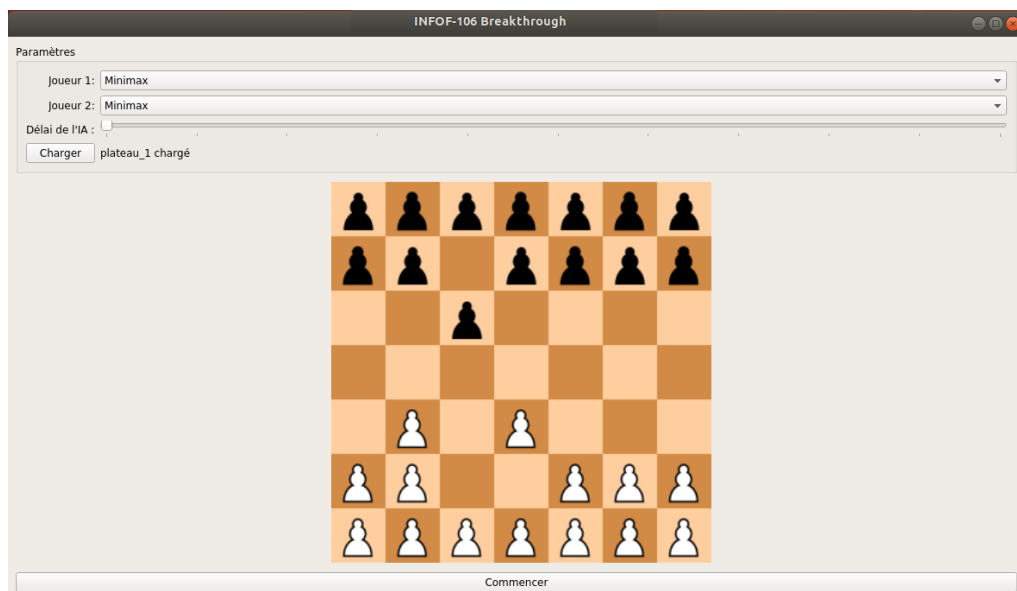 INFOF-106 Breakthrough
Paramètres
Joueur 1: Minimax
Joueur 2: Minimax
Délai de l'IA :
Charger plateau_1 chargé
Commencer